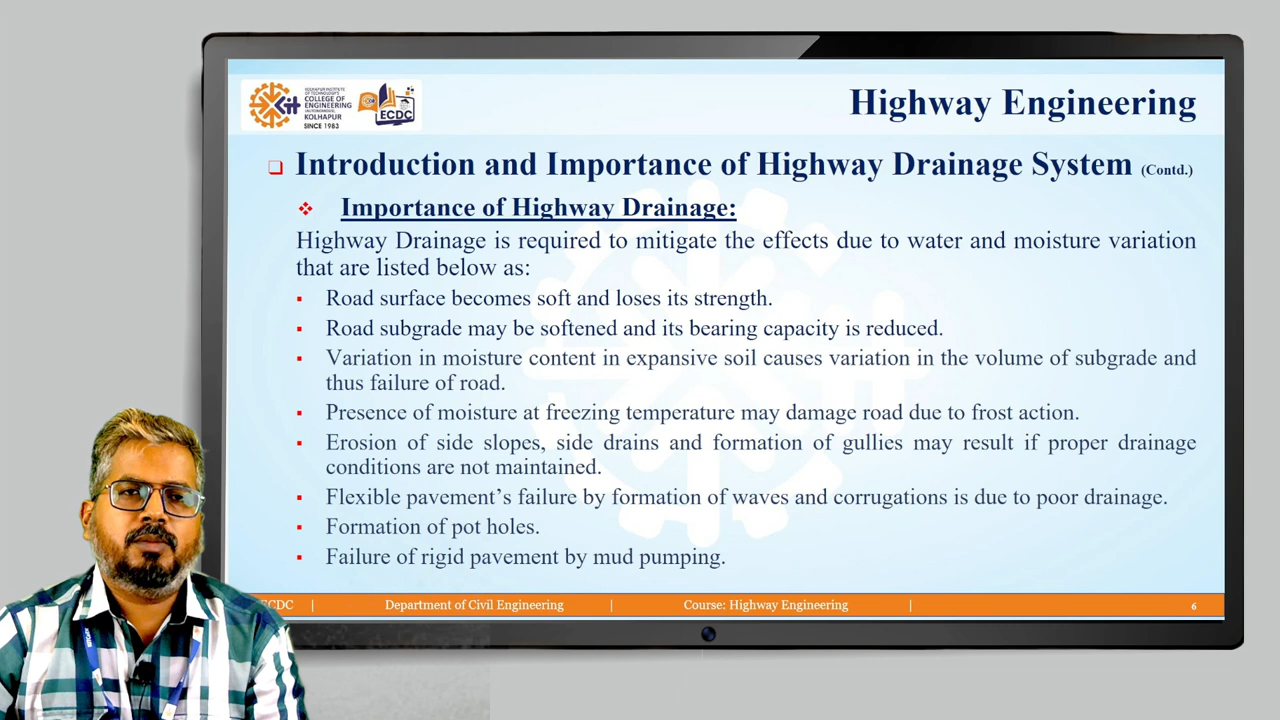 KOLHAPUR INSTITUTE
OF TECHNOLOGY'S
COLLEGE OF
ENGINEERING
(AUTONOMOUS),
KOLHAPUR
SINCE 1983
ECDC
Highway Engineering
❑ Introduction and Importance of Highway Drainage System (Contd.)
❖ Importance of Highway Drainage:
Highway Drainage is required to mitigate the effects due to water and moisture variation
that are listed below as:
▪ Road surface becomes soft and loses its strength.
▪ Road subgrade may be softened and its bearing capacity is reduced.
▪ Variation in moisture content in expansive soil causes variation in the volume of subgrade and
thus failure of road.
▪ Presence of moisture at freezing temperature may damage road due to frost action.
▪ Erosion of side slopes, side drains and formation of gullies may result if proper drainage
conditions are not maintained.
▪ Flexible pavement's failure by formation of waves and corrugations is due to poor drainage.
▪ Formation of pot holes.
▪ Failure of rigid pavement by mud pumping.
ECDC | Department of Civil Engineering | Course: Highway Engineering | 6